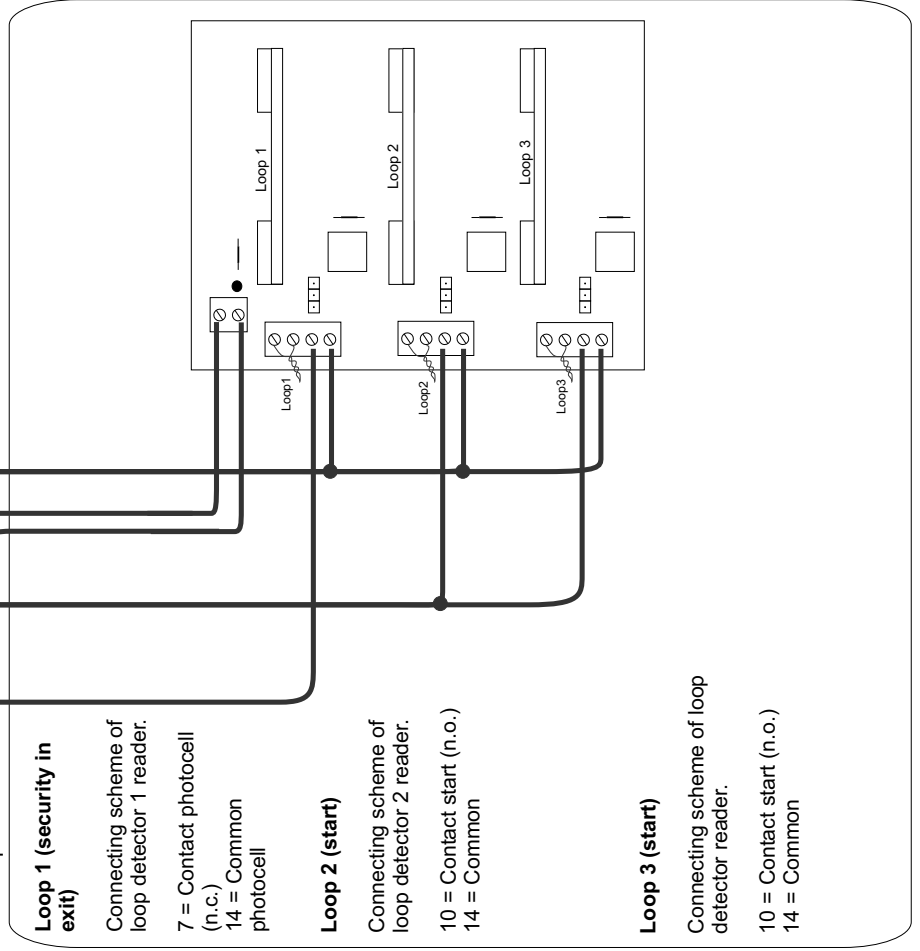 Loop 1 (security in
exit)
Connecting scheme of
loop detector 1 reader.
7 = Contact photocell
(n.c.)
14 = Common
photocell
Loop 2 (start)
Connecting scheme of
loop detector 2 reader.
10 = Contact start (n.o.)
14 = Common
Loop 3 (start)
Connecting scheme of loop
detector reader.
10 = Contact start (n.o.)
14 = Common
Loop1
Loop2
Loop3
Loop 1
Loop 2
Loop 3